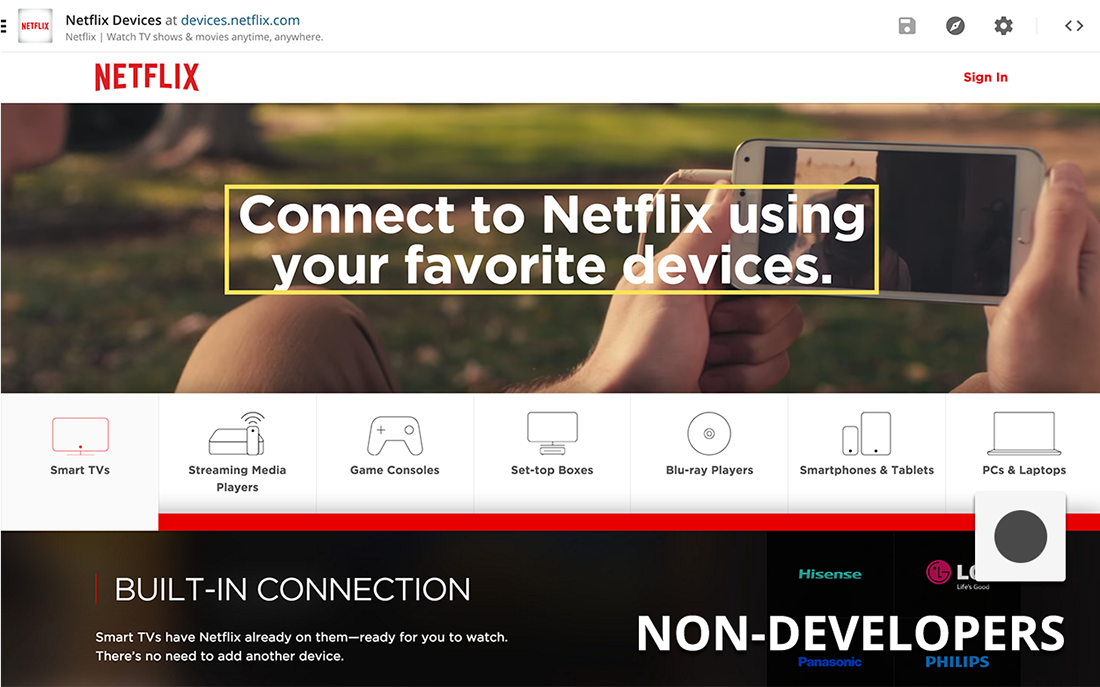 NETFLIX
Netflix Devices at devices.netflix.com
Netflix | Watch TV shows & movies anytime, anywhere.
NETFLIX
Sign In
Connect to Netflix using
your favorite devices.
Smart TVs
Streaming Media
Players
Game Consoles
Set-top Boxes
Blu-ray Players
Smartphones & Tablets
PCs & Laptops
BUILT-IN CONNECTION
Smart TVs have Netflix already on them—ready for you to watch.
There's no need to add another device.
Hisense
LG
Life's Good
NON-DEVELOPERS
Panasonic
PHILIPS